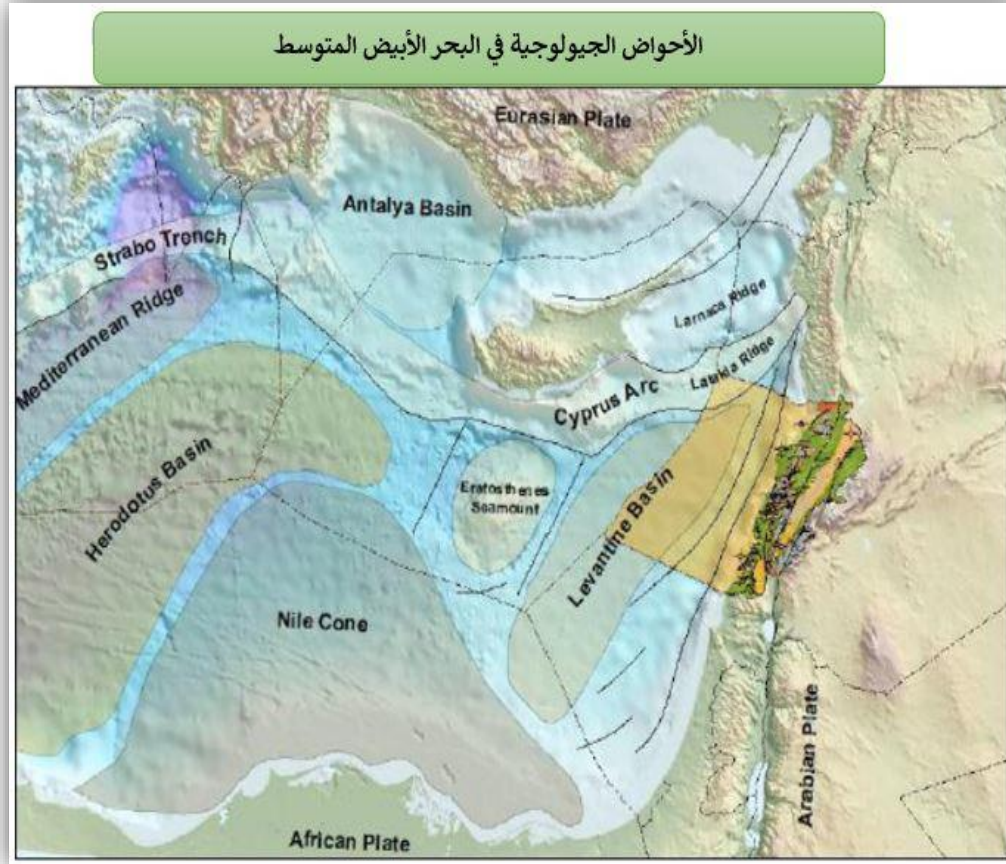 الأحواض الجيولوجية في البحر الأبيض المتوسط
Eurasian Plate
Antalya Basin
Strabo Trench
Mediterranean Ridge
Larnaca Ridge
Latakia Ridge
Cyprus Arc
Herodotus Basin
Eratosthenes
Seamount
Levantine Basin
Nile Cone
Arabian Plate
African Plate